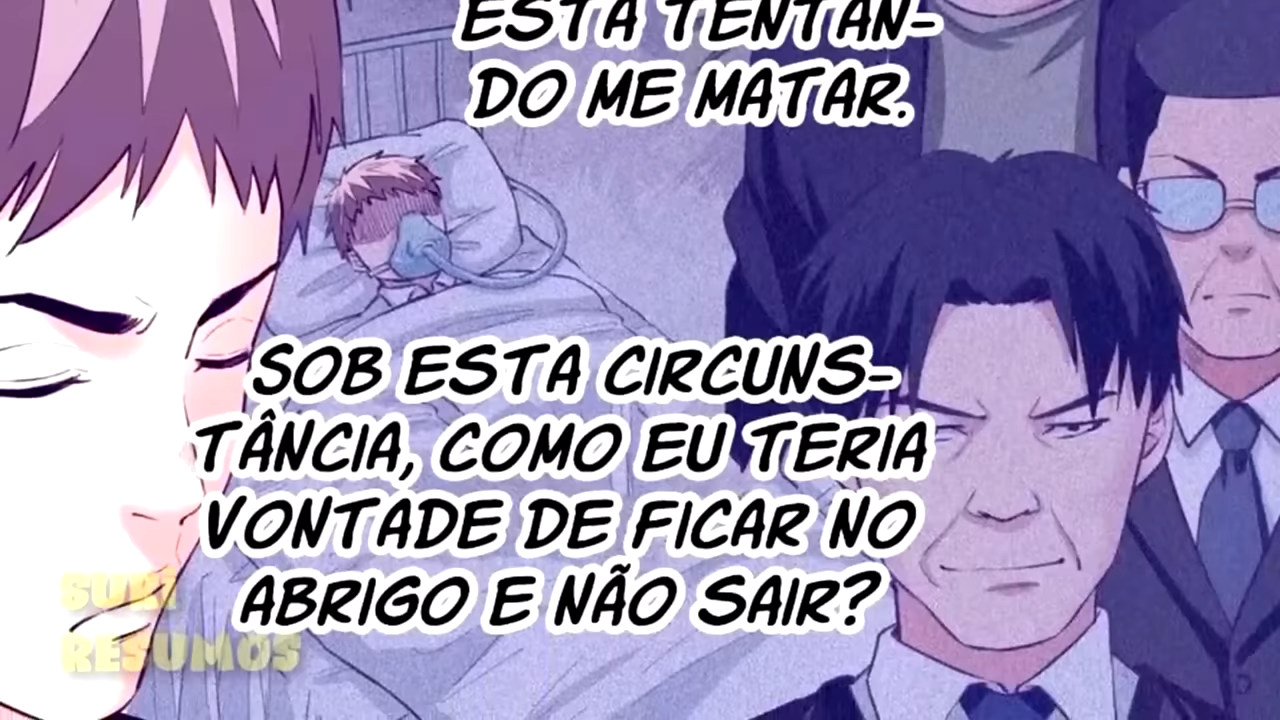 ESTÁ TENTAN-
DO ME MATAR.
SOB ESTA CIRCUNS-
TÂNCIA, COMO EU TERIA
VONTADE DE FICAR NO
ABRIGO E NÃO SAIR?
SURI
RESUMOS